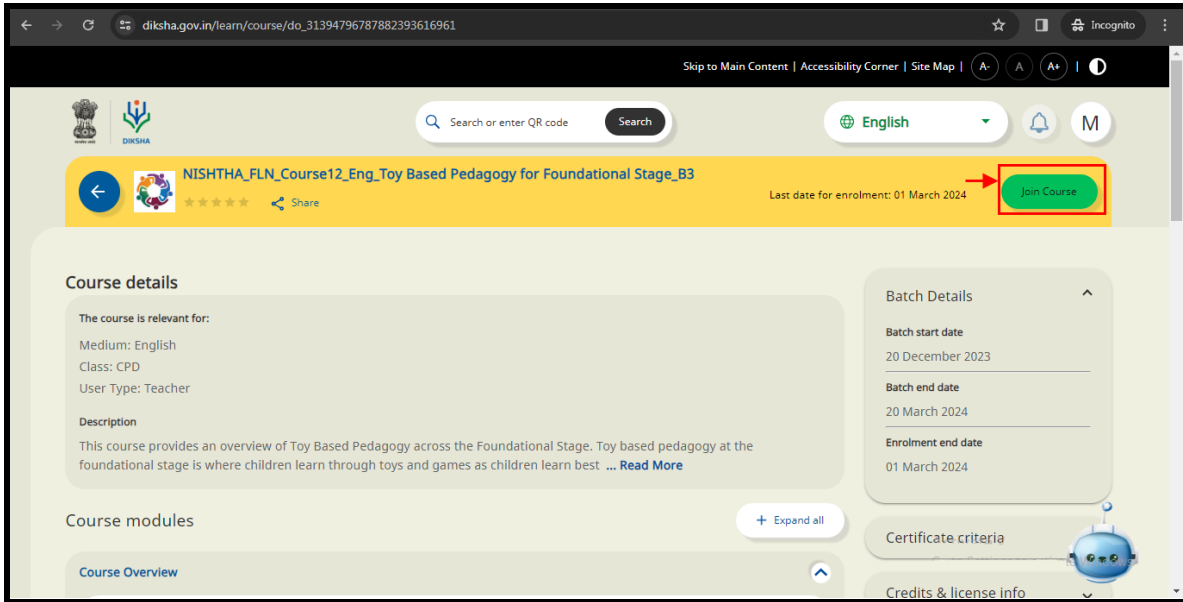 diksha.gov.in/learn/course/do_31394796787882393616961
Incognito
Skip to Main Content | Accessibility Corner | Site Map | A- A A+ |
DIKSHA
Search or enter QR code
Search
English
M
NISHTHA_FLN_Course12_Eng_Toy Based Pedagogy for Foundational Stage_B3
Share
Last date for enrolment: 01 March 2024
Join Course
Course details
The course is relevant for:
Medium: English
Class: CPD
User Type: Teacher
Description
This course provides an overview of Toy Based Pedagogy across the Foundational Stage. Toy based pedagogy at the
foundational stage is where children learn through toys and games as children learn best ... Read More
Batch Details
Batch start date
20 December 2023
Batch end date
20 March 2024
Enrolment end date
01 March 2024
Course modules
+ Expand all
Course Overview
Certificate criteria
Credits & license info